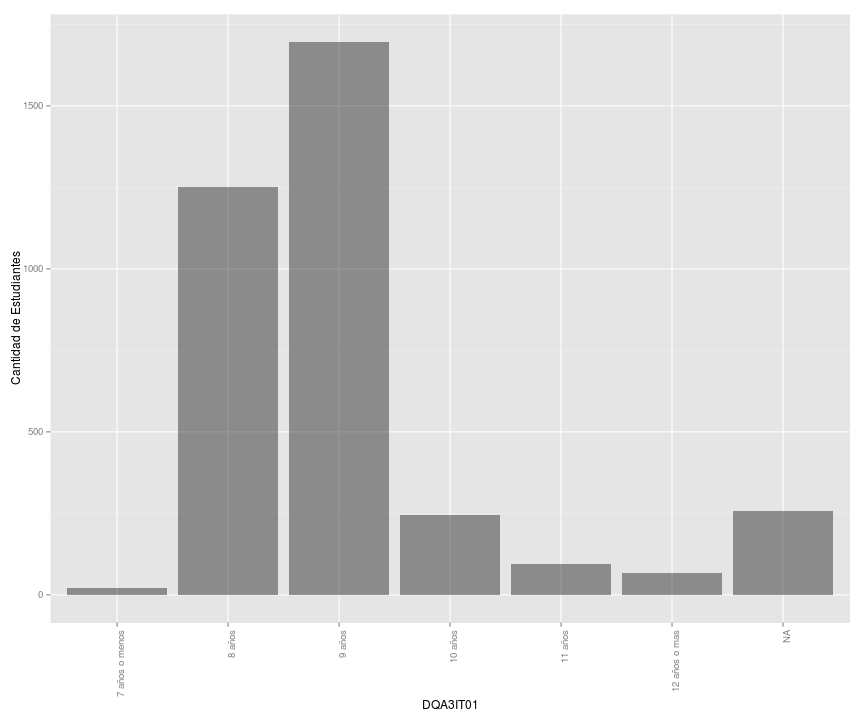 Cantidad de Estudiantes
1500
1000
500
0
7 años o menos
8 años
9 años
10 años
11 años
12 años o mas
NA
DQA3IT01